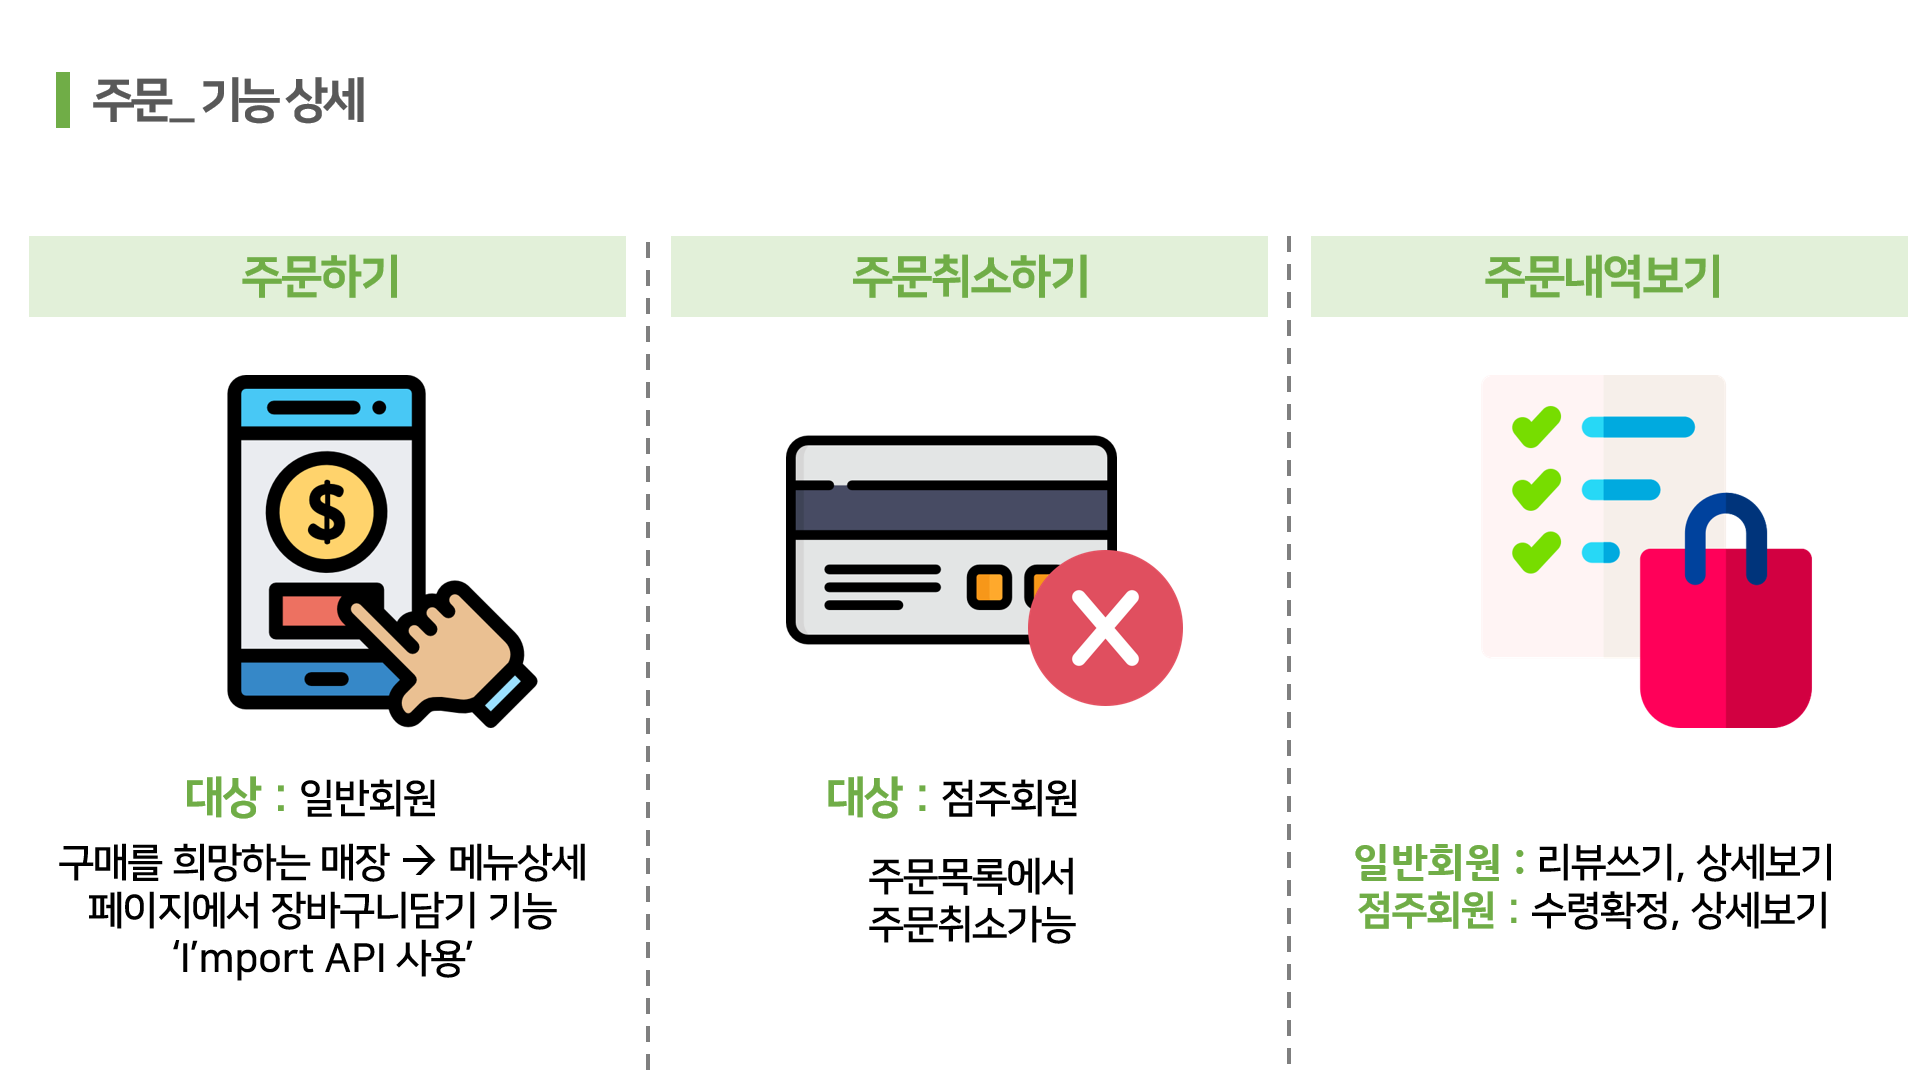 주문_ 기능 상세
주문하기
$
대상 : 일반회원
구매를 희망하는 매장 → 메뉴상세
페이지에서 장바구니담기 기능
‘I’mport API 사용’
주문취소하기
대상 : 점주회원
주문목록에서
주문취소가능
주문내역보기
일반회원 : 리뷰쓰기, 상세보기
점주회원 : 수령확정, 상세보기